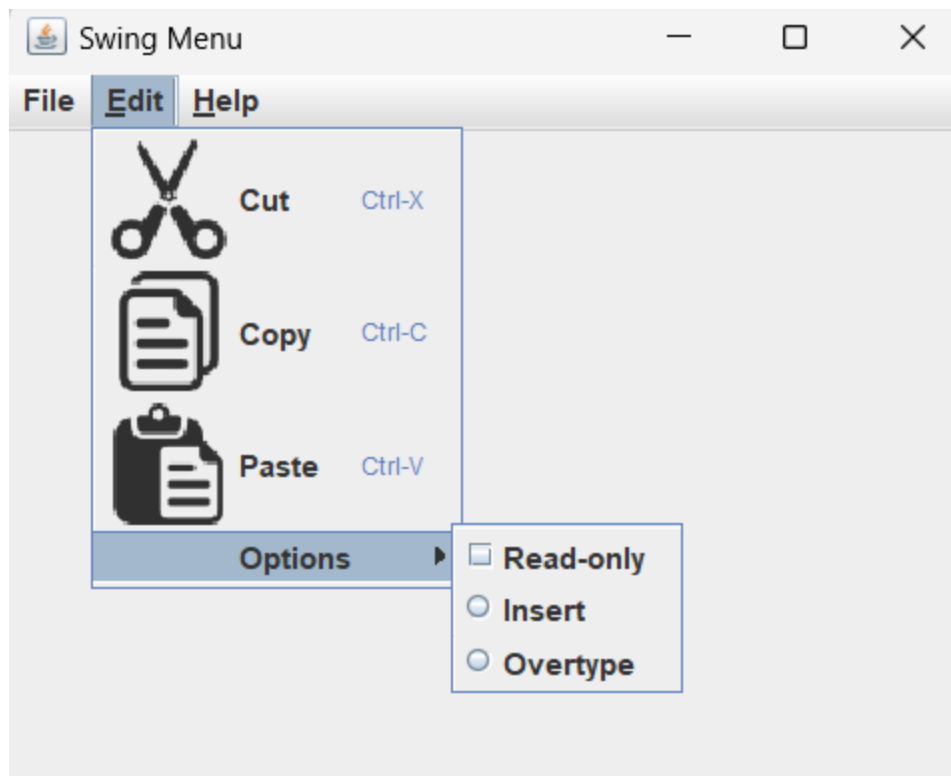 Swing Menu
File Edit Help
Cut Ctrl-X
Copy Ctrl-C
Paste Ctrl-V
Options
Read-only
Insert
Overtype